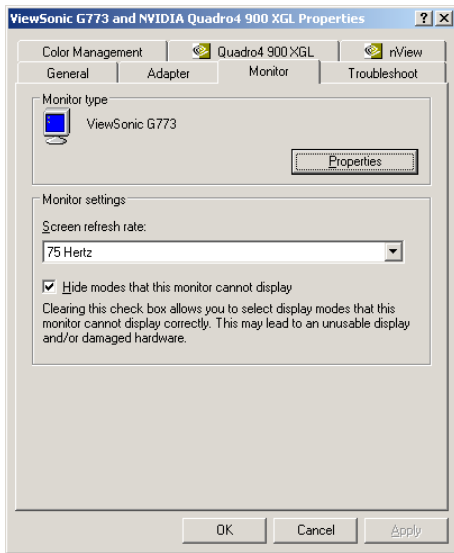 ViewSonic G773 and NVIDIA Quadro4 900 XGL Properties
Color Management
Quadro4 900 XGL
nView
General
Adapter
Monitor
Troubleshoot
Monitor type
ViewSonic G773
Properties
Monitor settings
Screen refresh rate:
75 Hertz
Hide modes that this monitor cannot display
Clearing this check box allows you to select display modes that this
monitor cannot display correctly. This may lead to an unusable display
and/or damaged hardware.
OK
Cancel
Apply